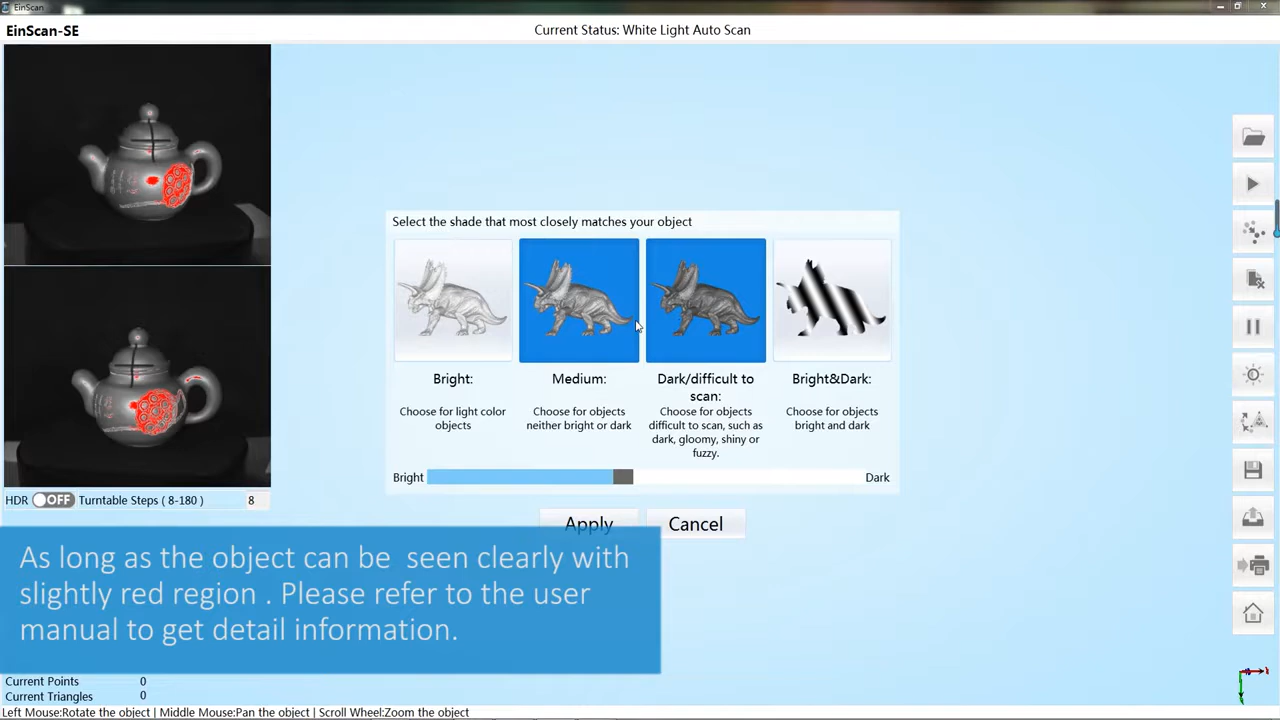 EinScan
EinScan-SE
Current Status: White Light Auto Scan
Select the shade that most closely matches your object
Bright:
Choose for light color
objects
Medium:
Choose for objects
neither bright or dark
Dark/difficult to
scan:
Choose for objects
difficult to scan, such as
dark, gloomy, shiny or
fuzzy.
Bright&Dark:
Choose for objects
bright and dark
Bright
Dark
HDR OFF Turntable Steps ( 8-180 ) 8
Apply
Cancel
As long as the object can be  seen clearly with
slightly red region . Please refer to the user
manual to get detail information.
Current Points 0
Current Triangles 0
Left Mouse:Rotate the object | Middle Mouse:Pan the object | Scroll Wheel:Zoom the object